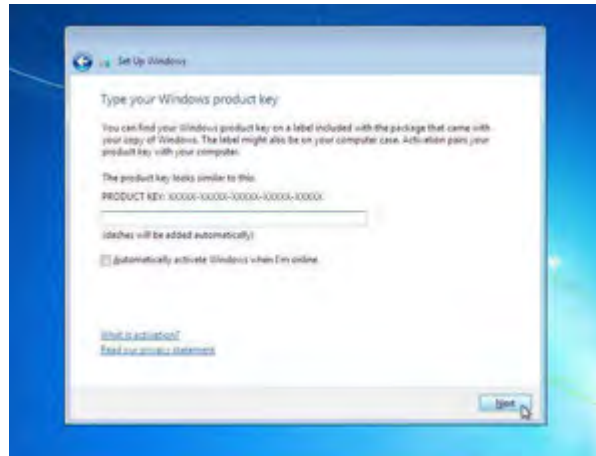 Set Up Windows
Type your Windows product key
You can find your Windows product key on a label included with the package that came with
your copy of Windows. The label might also be on your computer case. Activation pairs your
product key with your computer.
The product key looks similar to this:
PRODUCT KEY: XXXXX-XXXXX-XXXXX-XXXXX-XXXXX
(dashes will be added automatically)
Automatically activate Windows when I'm online
What is activation?
Read our privacy statement
Next